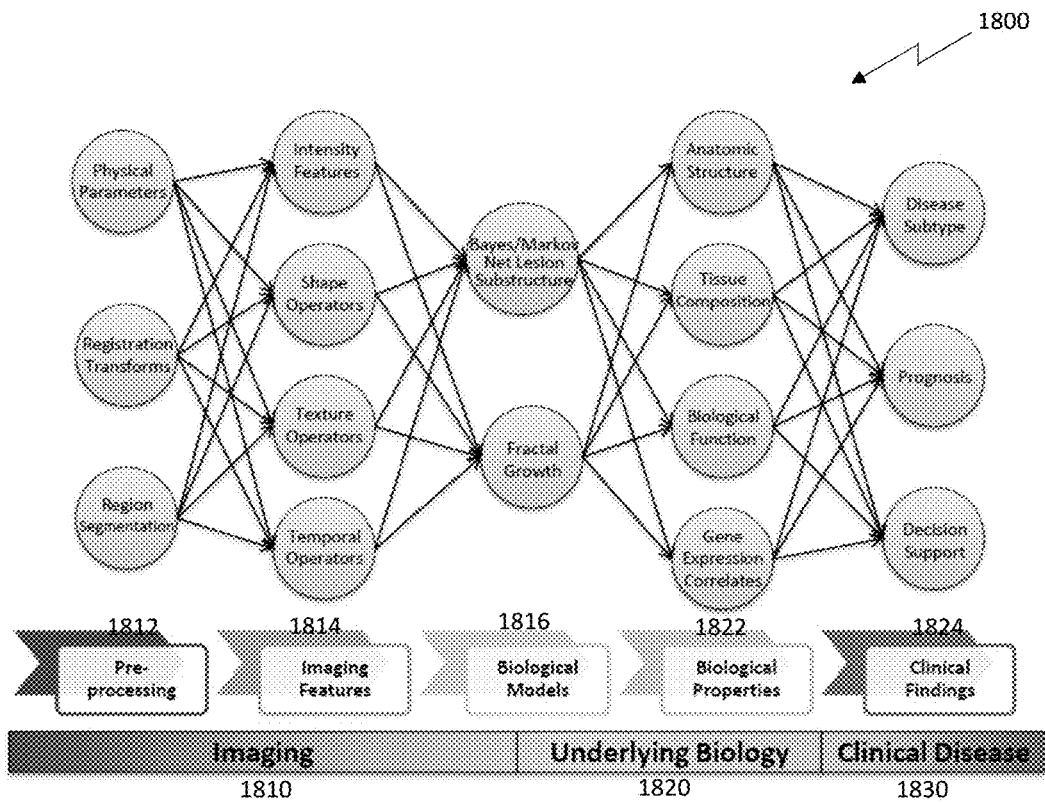 1800
Physical
Parameters
Registration
Transforms
Region
Segmentation
Intensity
Features
Shape
Operators
Texture
Operators
Temporal
Operators
Bayes/Markov
Net Lesion
Substructure
Fractal
Growth
Anatomic
Structure
Tissue
Composition
Biological
Function
Gene
Expression
Correlates
Disease
Subtype
Prognosis
Decision
Support
1812
Pre-
processing
1814
Imaging
Features
1816
Biological
Models
1822
Biological
Properties
1824
Clinical
Findings
Imaging
Underlying Biology
Clinical Disease
1810
1820
1830